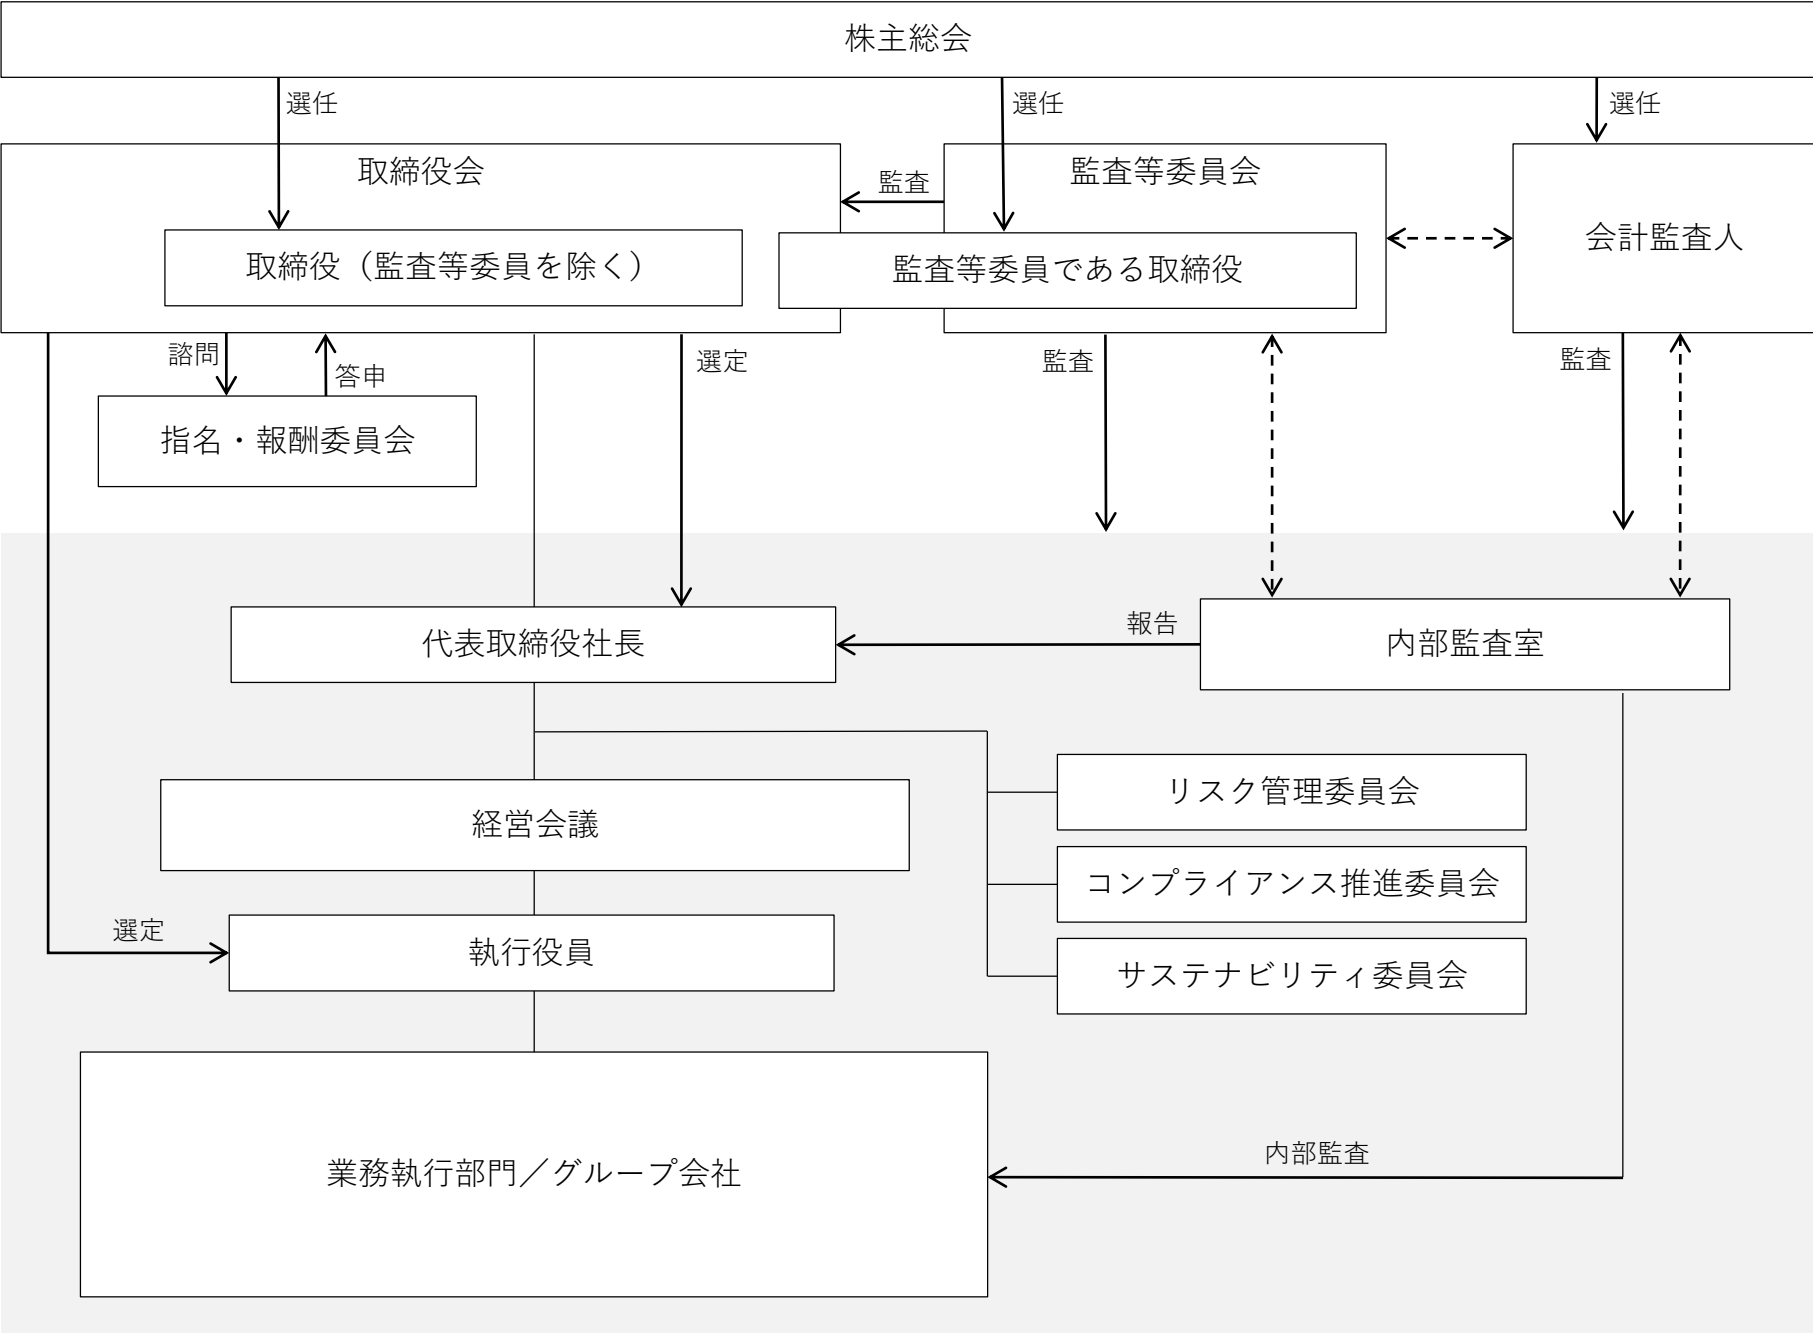 株主総会
選任
選任
選任
取締役会
監査
監査等委員会
会計監査人
取締役（監査等委員を除く）
監査等委員である取締役
諮問
答申
選定
監査
監査
指名・報酬委員会
代表取締役社長
報告
内部監査室
リスク管理委員会
経営会議
コンプライアンス推進委員会
選定
執行役員
サステナビリティ委員会
業務執行部門／グループ会社
内部監査